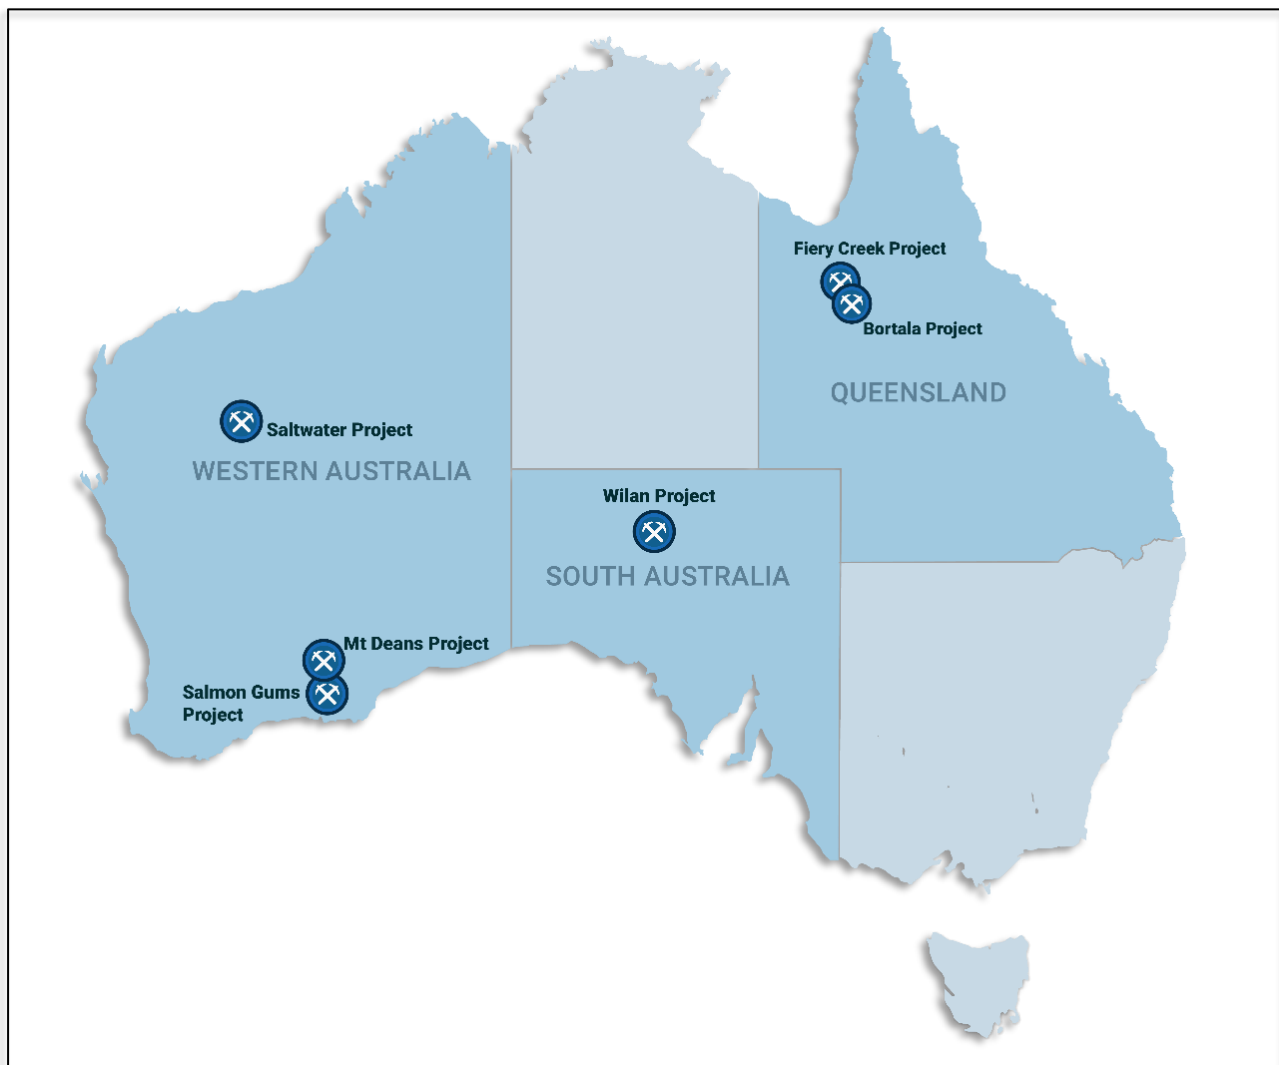 Fiery Creek Project
Bortala Project
QUEENSLAND
Saltwater Project
WESTERN AUSTRALIA
Wilan Project
SOUTH AUSTRALIA
Mt Deans Project
Salmon Gums
Project